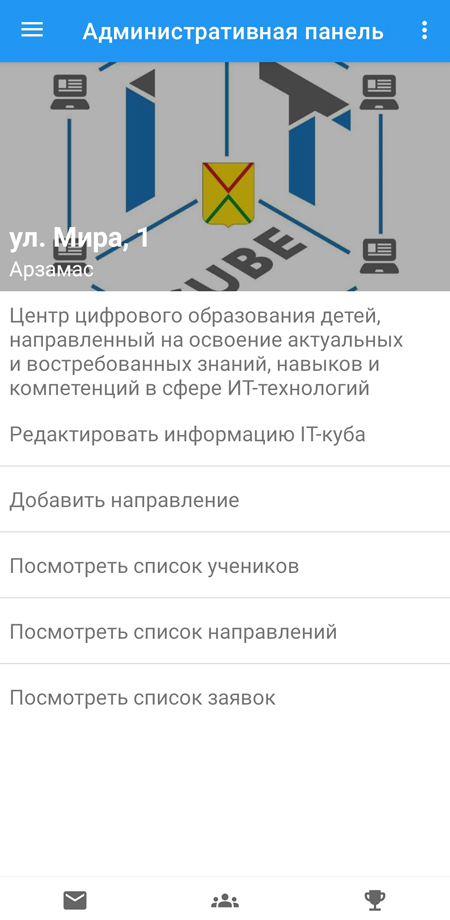 Административная панель
IT
CUBE
ул. Мира, 1
Арзамас
Центр цифрового образования детей,
направленный на освоение актуальных
и востребованных знаний, навыков и
компетенций в сфере ИТ-технологий
Редактировать информацию IT-куба
Добавить направление
Посмотреть список учеников
Посмотреть список направлений
Посмотреть список заявок